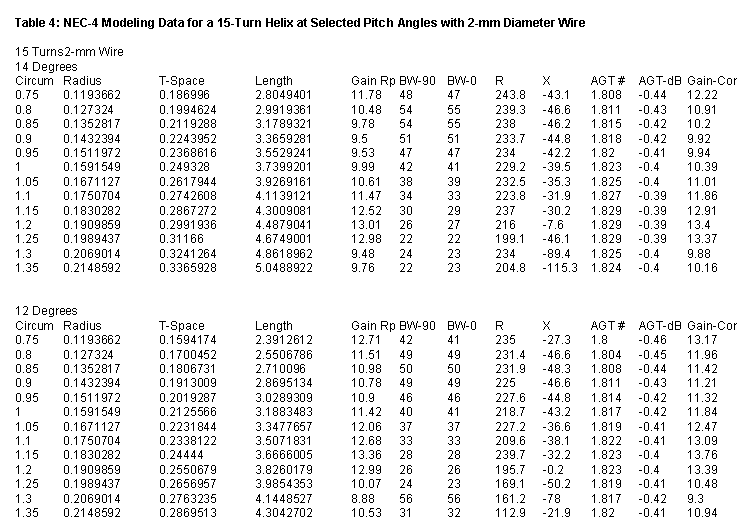 Table 4: NEC-4 Modeling Data for a 15-Turn Helix at Selected Pitch Angles with 2-mm Diameter Wire
15 Turns2-mm Wire
14 Degrees
Circum Radius T-Space Length Gain Rp BW-90 BW-0 R X AGT # AGT-dB Gain-Cor
0.75 0.1193662 0.186996 2.8049401 11.78 48 47 243.8 -43.1 1.808 -0.44 12.22
0.8 0.127324 0.1994624 2.9919361 10.48 54 55 239.3 -46.6 1.811 -0.43 10.91
0.85 0.1352817 0.2119288 3.1789321 9.78 54 55 238 -46.2 1.815 -0.42 10.2
0.9 0.1432394 0.2243952 3.3659281 9.5 51 51 233.7 -44.8 1.818 -0.42 9.92
0.95 0.1511972 0.2368616 3.5529241 9.53 47 47 234 -42.2 1.82 -0.41 9.94
1 0.1591549 0.249328 3.7399201 9.99 42 41 229.2 -39.5 1.823 -0.4 10.39
1.05 0.1671127 0.2617944 3.9269161 10.61 38 39 232.5 -35.3 1.825 -0.4 11.01
1.1 0.1750704 0.2742608 4.1139121 11.47 34 33 223.8 -31.9 1.827 -0.39 11.86
1.15 0.1830282 0.2867272 4.3009081 12.52 30 29 237 -30.2 1.829 -0.39 12.91
1.2 0.1909859 0.2991936 4.4879041 13.01 26 27 216 -7.6 1.829 -0.39 13.4
1.25 0.1989437 0.31166 4.6749001 12.98 22 22 199.1 -46.1 1.829 -0.39 13.37
1.3 0.2069014 0.3241264 4.8618962 9.48 24 23 234 -89.4 1.825 -0.4 9.88
1.35 0.2148592 0.3365928 5.0488922 9.76 22 23 204.8 -115.3 1.824 -0.4 10.16
12 Degrees
Circum Radius T-Space Length Gain Rp BW-90 BW-0 R X AGT # AGT-dB Gain-Cor
0.75 0.1193662 0.1594174 2.3912612 12.71 42 41 235 -27.3 1.8 -0.46 13.17
0.8 0.127324 0.1700452 2.5506786 11.51 49 49 231.4 -46.6 1.804 -0.45 11.96
0.85 0.1352817 0.1806731 2.710096 10.98 50 50 231.9 -48.3 1.808 -0.44 11.42
0.9 0.1432394 0.1913009 2.8695134 10.78 49 49 225 -46.6 1.811 -0.43 11.21
0.95 0.1511972 0.2019287 3.0289309 10.9 46 46 227.6 -44.8 1.814 -0.42 11.32
1 0.1591549 0.2125566 3.1883483 11.42 40 41 218.7 -43.2 1.817 -0.42 11.84
1.05 0.1671127 0.2231844 3.3477657 12.06 37 37 227.2 -36.6 1.819 -0.41 12.47
1.1 0.1750704 0.2338122 3.5071831 12.68 33 33 209.6 -38.1 1.822 -0.41 13.09
1.15 0.1830282 0.24444 3.6666005 13.36 28 28 239.7 -32.2 1.823 -0.4 13.76
1.2 0.1909859 0.2550679 3.8260179 12.99 26 26 195.7 -0.2 1.823 -0.4 13.39
1.25 0.1989437 0.2656957 3.9854353 10.07 24 23 169.1 -50.2 1.819 -0.41 10.48
1.3 0.2069014 0.2763235 4.1448527 8.88 56 56 161.2 -78 1.817 -0.42 9.3
1.35 0.2148592 0.2869513 4.3042702 10.53 31 32 112.9 -21.9 1.82 -0.41 10.94